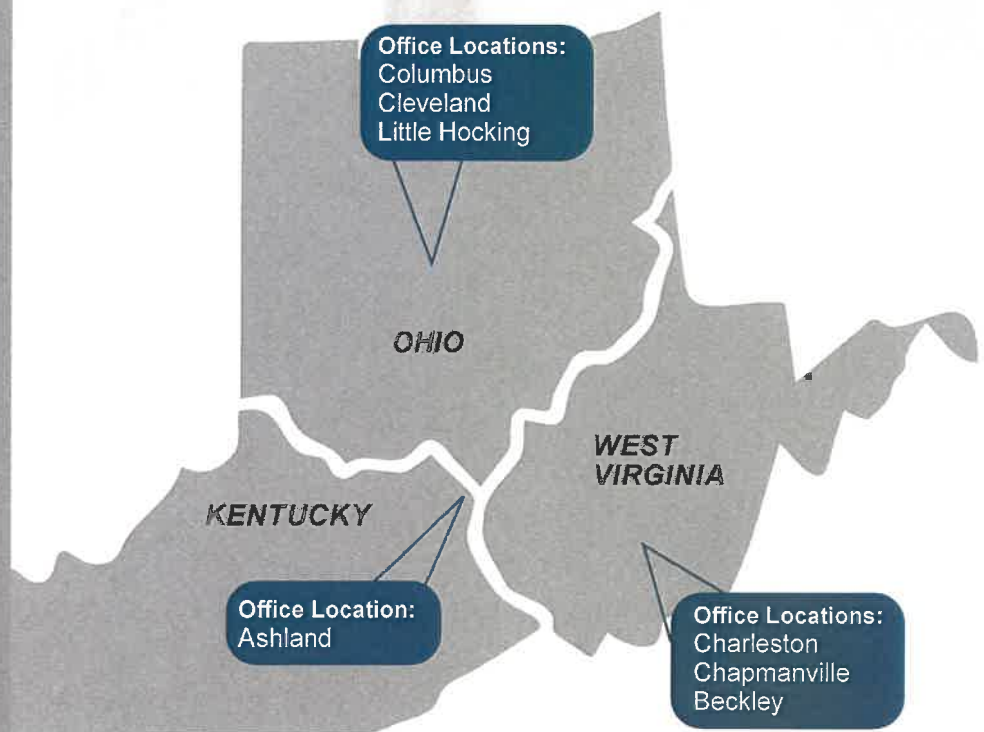 Office Locations:
Columbus
Cleveland
Little Hocking
OHIO
WEST
VIRGINIA
KENTUCKY
Office Location:
Ashland
Office Locations:
Charleston
Chapmanville
Beckley